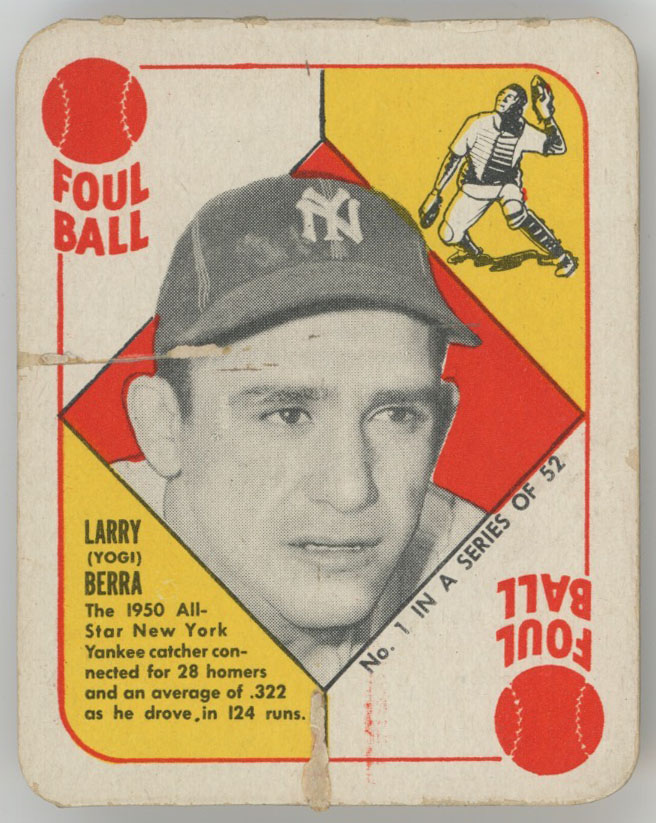 FOUL
BALL
NY
LARRY
(YOGI)
BERRA
The 1950 All-
Star New York
Yankee catcher con-
nected for 28 homers
and an average of .322
as he drove, in 124 runs.
No. 1 IN A SERIES OF 52
FOUL
BALL